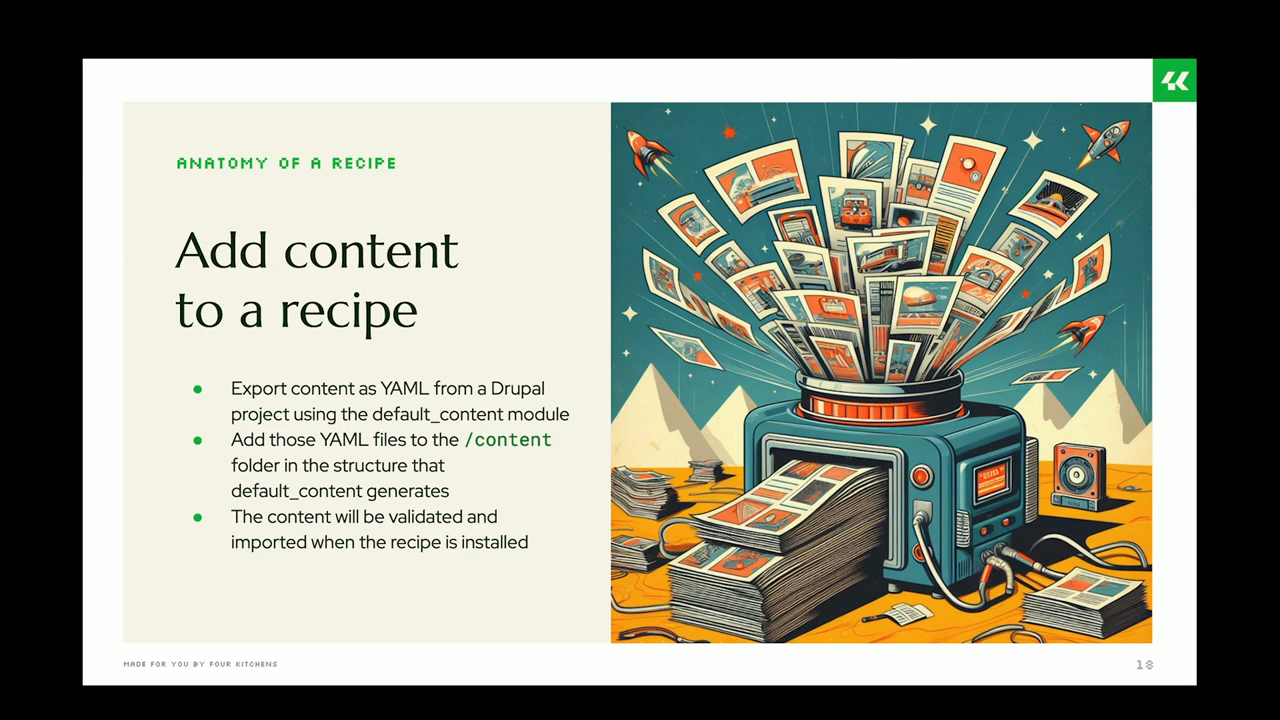 ANATOMY OF A RECIPE
Add content
to a recipe
Export content as YAML from a Drupal
project using the default_content module
Add those YAML files to the /content
folder in the structure that
default_content generates
The content will be validated and
imported when the recipe is installed
MADE FOR YOU BY FOUR KITCHENS
18